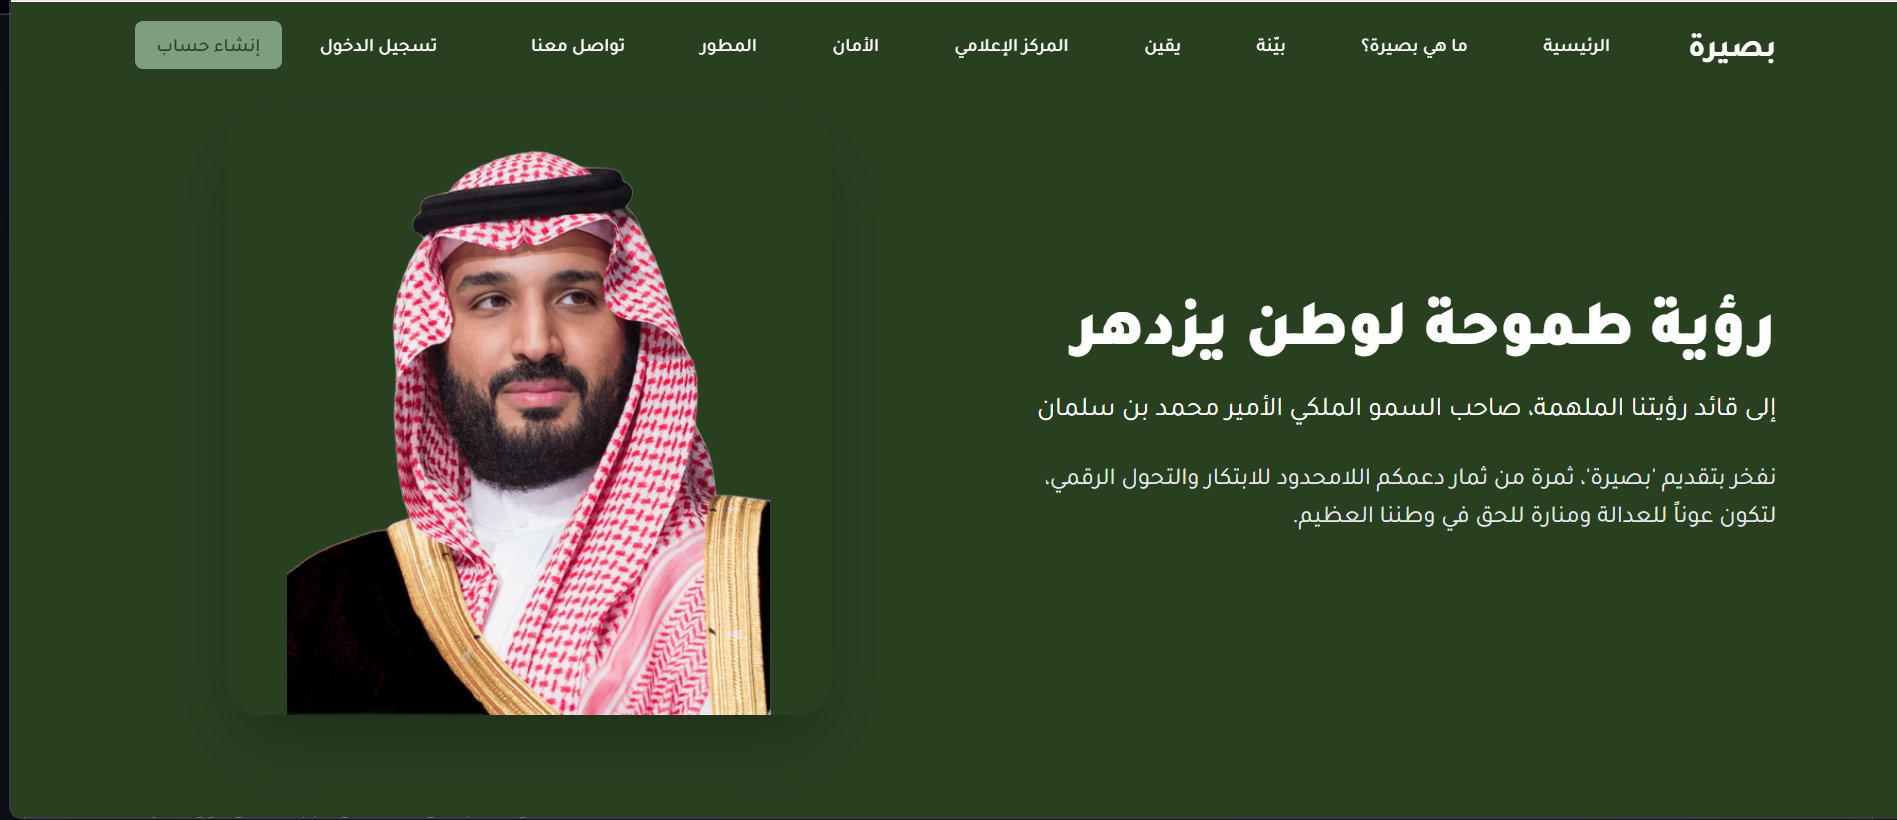 بصيرة
الرئيسية
ما هي بصيرة؟
بيّنة
يقين
المركز الإعلامي
الأمان
المطور
تواصل معنا
تسجيل الدخول
إنشاء حساب
رؤية طموحة لوطن يزدهر
إلى قائد رؤيتنا الملهمة، صاحب السمو الملكي الأمير محمد بن سلمان
نفخر بتقديم 'بصيرة'، ثمرة من ثمار دعمكم اللامحدود للابتكار والتحول الرقمي،
لتكون عوناً للعدالة ومنارة للحق في وطننا العظيم.